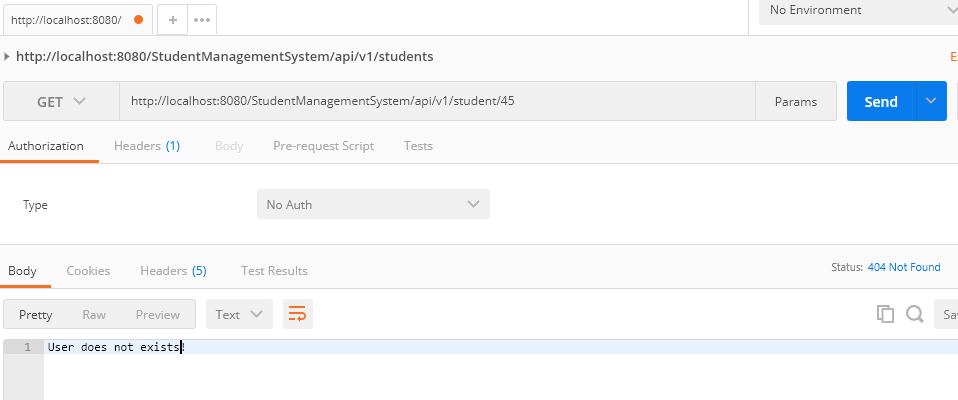 http://localhost:8080/
+ •••
No Environment
http://localhost:8080/StudentManagementSystem/api/v1/students
GET http://localhost:8080/StudentManagementSystem/api/v1/student/45 Params Send
Authorization Headers (1) Body Pre-request Script Tests
Type No Auth
Body Cookies Headers (5) Test Results Status: 404 Not Found
Pretty Raw Preview Text
1 User does not exists!